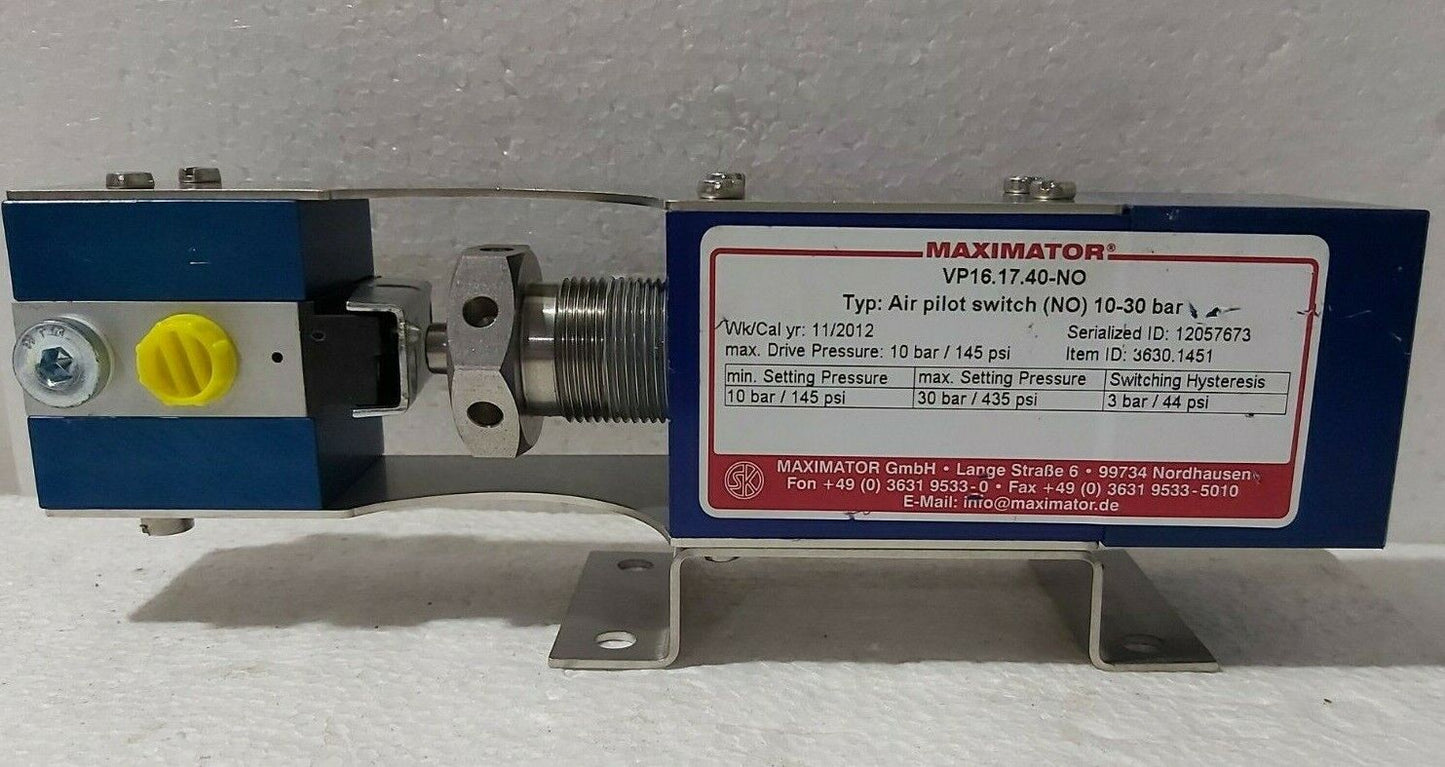 MAXIMATOR®
VP16.17.40-NO
Typ: Air pilot switch (NO) 10-30 bar
Wk/Cal yr: 11/2012 Serialized ID: 12057673
max. Drive Pressure: 10 bar / 145 psi Item ID: 3630.1451
min. Setting Pressure max. Setting Pressure Switching Hysteresis
10 bar / 145 psi 30 bar / 435 psi 3 bar / 44 psi
SK
MAXIMATOR GmbH • Lange Straße 6 • 99734 Nordhausen
Fon +49 (0) 3631 9533-0 • Fax +49 (0) 3631 9533-5010
E-Mail: info@maximator.de